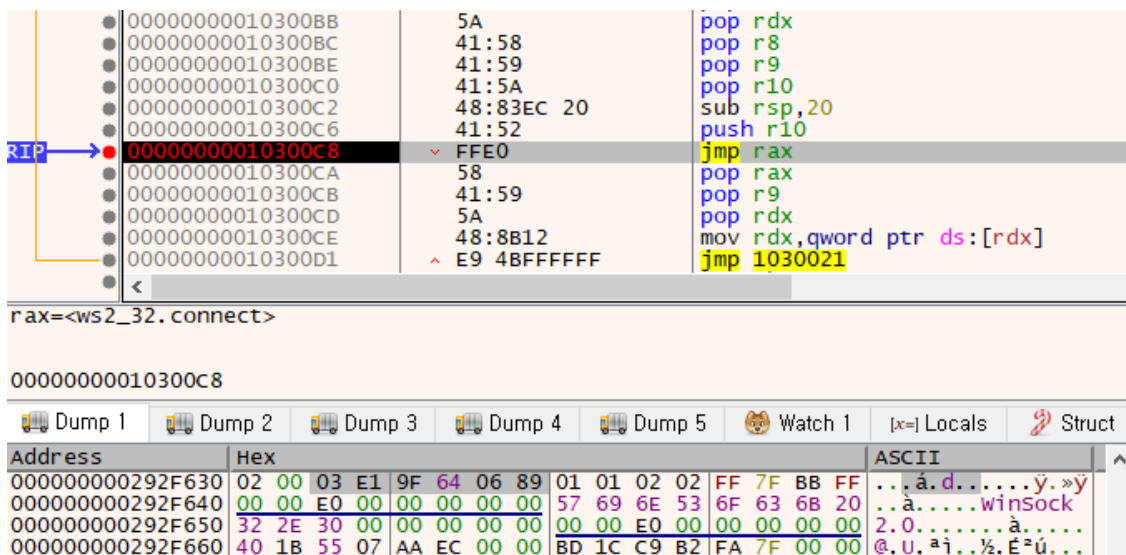 pop rdx
00000000010300BB 5A pop rdx
00000000010300BC 41:58 pop r8
00000000010300BE 41:59 pop r9
00000000010300C0 41:5A pop r10
00000000010300C2 48:83EC 20 sub rsp,20
00000000010300C6 41:52 push r10
RIP 00000000010300C8 FFE0 jmp rax
00000000010300CA 58 pop rax
00000000010300CB 41:59 pop r9
00000000010300CD 5A pop rdx
00000000010300CE 48:8B12 mov rdx,qword ptr ds:[rdx]
00000000010300D1 E9 4BFFFFFF jmp 1030021
rax=<ws2_32.connect>
00000000010300C8
Dump 1 Dump 2 Dump 3 Dump 4 Dump 5 Watch 1 [x=] Locals Struct
Address Hex ASCII
000000000292F630 02 00 03 E1 9F 64 06 89 01 01 02 02 FF 7F BB FF ...á.d......ÿ.»ÿ
000000000292F640 00 00 E0 00 00 00 00 00 57 69 6E 53 6F 63 6B 20 ..à.....WinSock
000000000292F650 32 2E 30 00 00 00 00 00 00 00 E0 00 00 00 00 00 2.0.......à.....
000000000292F660 40 1B 55 07 AA EC 00 00 BD 1C C9 B2 FA 7F 00 00 @.U.ªì..½.É²ú...